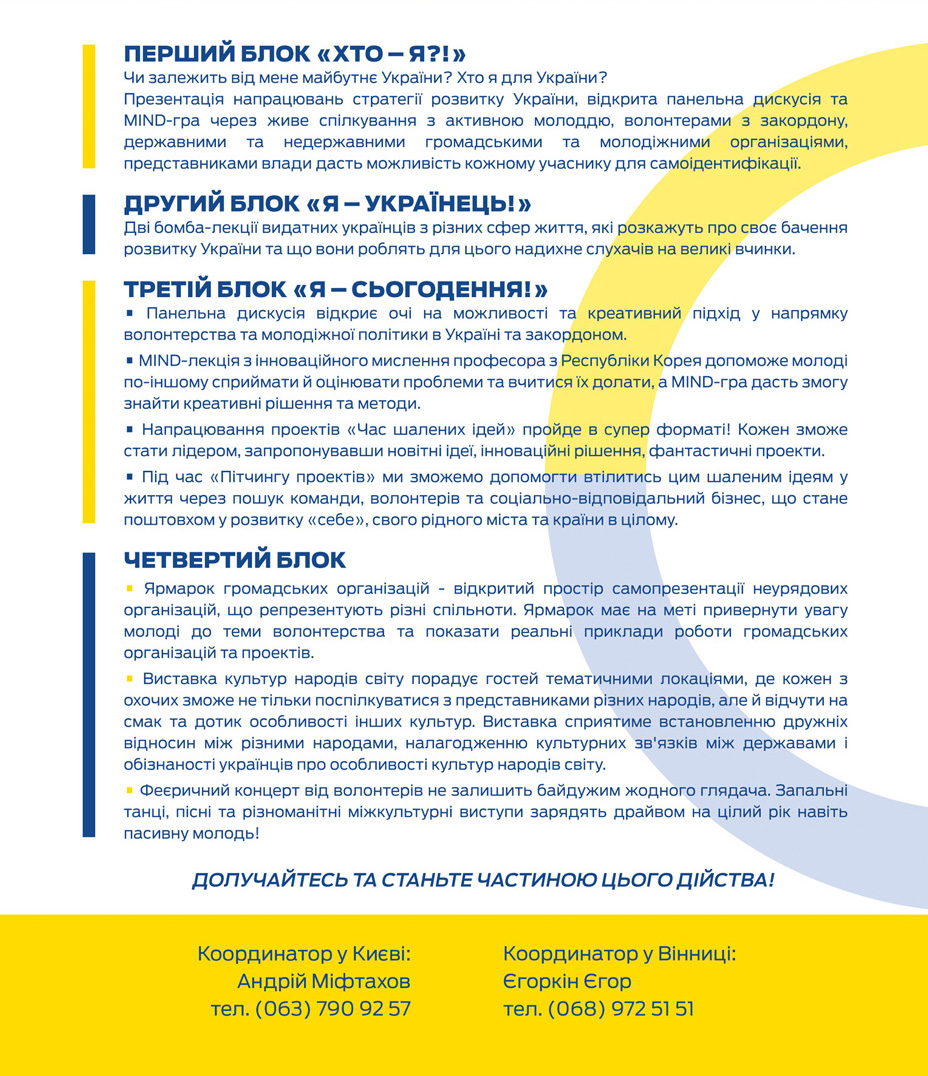 ПЕРШИЙ БЛОК «ХТО – Я?!»
Чи залежить від мене майбутнє України? Хто я для України?
Презентація напрацювань стратегії розвитку України, відкрита панельна дискусія та
MIND-гра через живе спілкування з активною молоддю, волонтерами з закордону,
державними та недержавними громадськими та молодіжними організаціями,
представниками влади дасть можливість кожному учаснику для самоідентифікації.
ДРУГИЙ БЛОК «Я – УКРАЇНЕЦЬ!»
Дві бомба-лекції видатних українців з різних сфер життя, які розкажуть про своє бачення
розвитку України та що вони роблять для цього надихне слухачів на великі вчинки.
ТРЕТІЙ БЛОК «Я – СЬОГОДЕННЯ!»
▪ Панельна дискусія відкриє очі на можливості та креативний підхід у напрямку
волонтерства та молодіжної політики в Україні та закордоном.
▪ MIND-лекція з інноваційного мислення професора з Республіки Корея допоможе молоді
по-іншому сприймати й оцінювати проблеми та вчитися їх долати, а MIND-гра дасть змогу
знайти креативні рішення та методи.
▪ Напрацювання проектів «Час шалених ідей» пройде в супер форматі! Кожен зможе
стати лідером, запропонувавши новітні ідеї, інноваційні рішення, фантастичні проекти.
▪ Під час «Пітчингу проектів» ми зможемо допомогти втілитись цим шаленим ідеям у
життя через пошук команди, волонтерів та соціально-відповідальний бізнес, що стане
поштовхом у розвитку «себе», свого рідного міста та країни в цілому.
ЧЕТВЕРТИЙ БЛОК
▪ Ярмарок громадських організацій - відкритий простір самопрезентації неурядових
організацій, що репрезентують різні спільноти. Ярмарок має на меті привернути увагу
молоді до теми волонтерства та показати реальні приклади роботи громадських
організацій та проектів.
▪ Виставка культур народів світу порадує гостей тематичними локаціями, де кожен з
охочих зможе не тільки поспілкуватися з представниками різних народів, але й відчути на
смак та дотик особливості інших культур. Виставка сприятиме встановленню дружніх
відносин між різними народами, налагодженню культурних зв'язків між державами і
обізнаності українців про особливості культур народів світу.
▪ Феєричний концерт від волонтерів не залишить байдужим жодного глядача. Запальні
танці, пісні та різноманітні міжкультурні виступи зарядять драйвом на цілий рік навіть
пасивну молодь!
ДОЛУЧАЙТЕСЬ ТА СТАНЬТЕ ЧАСТИНОЮ ЦЬОГО ДІЙСТВА!
Координатор у Києві:
Андрій Міфтахов
тел. (063) 790 92 57
Координатор у Вінниці:
Єгоркін Єгор
тел. (068) 972 51 51